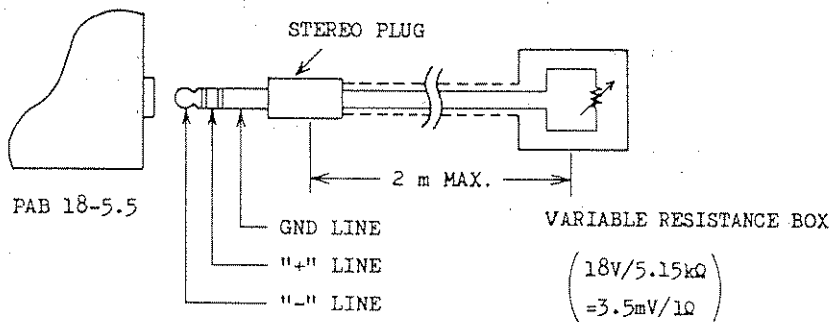 STEREO PLUG
2 m MAX.
PAB 18-5.5
GND LINE
"+" LINE
"-" LINE
VARIABLE RESISTANCE BOX
(18V/5.15kΩ
=3.5mV/1Ω)